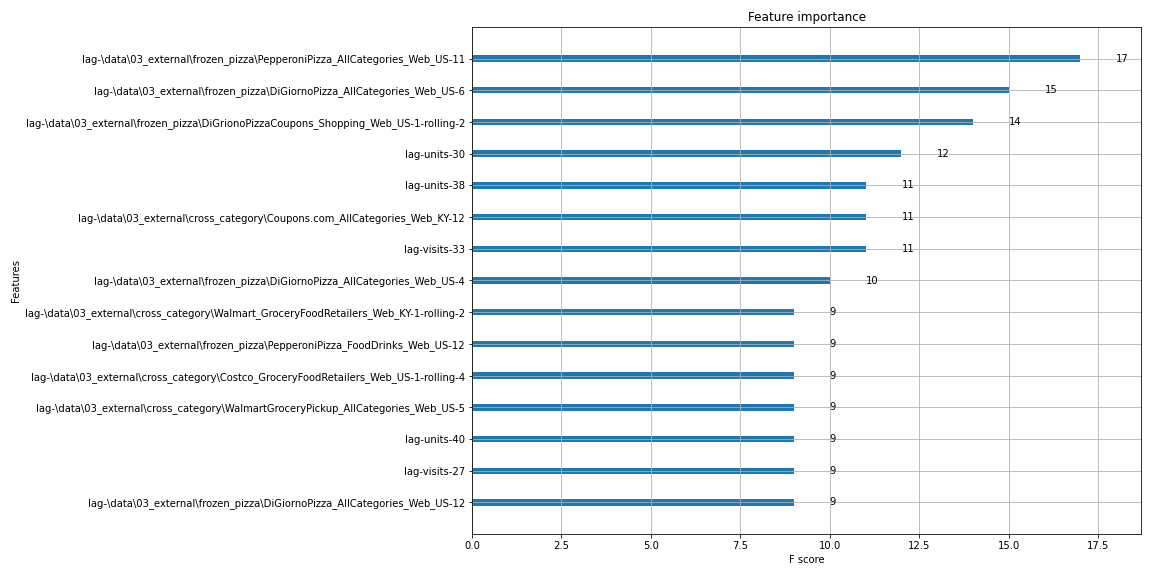 Feature importance
Features
lag-\data\03_external\frozen_pizza\PepperoniPizza_AllCategories_Web_US-11 17
lag-\data\03_external\frozen_pizza\DiGiornoPizza_AllCategories_Web_US-6 15
lag-\data\03_external\frozen_pizza\DiGrionoPizzaCoupons_Shopping_Web_US-1-rolling-2 14
lag-units-30 12
lag-units-38 11
lag-\data\03_external\cross_category\Coupons.com_AllCategories_Web_KY-12 11
lag-visits-33 11
lag-\data\03_external\frozen_pizza\DiGiornoPizza_AllCategories_Web_US-4 10
lag-\data\03_external\cross_category\Walmart_GroceryFoodRetailers_Web_KY-1-rolling-2 9
lag-\data\03_external\frozen_pizza\PepperoniPizza_FoodDrinks_Web_US-12 9
lag-\data\03_external\cross_category\Costco_GroceryFoodRetailers_Web_US-1-rolling-4 9
lag-\data\03_external\cross_category\WalmartGroceryPickup_AllCategories_Web_US-5 9
lag-units-40 9
lag-visits-27 9
lag-\data\03_external\frozen_pizza\DiGiornoPizza_AllCategories_Web_US-12 9
0.0 2.5 5.0 7.5 10.0 12.5 15.0 17.5
F score